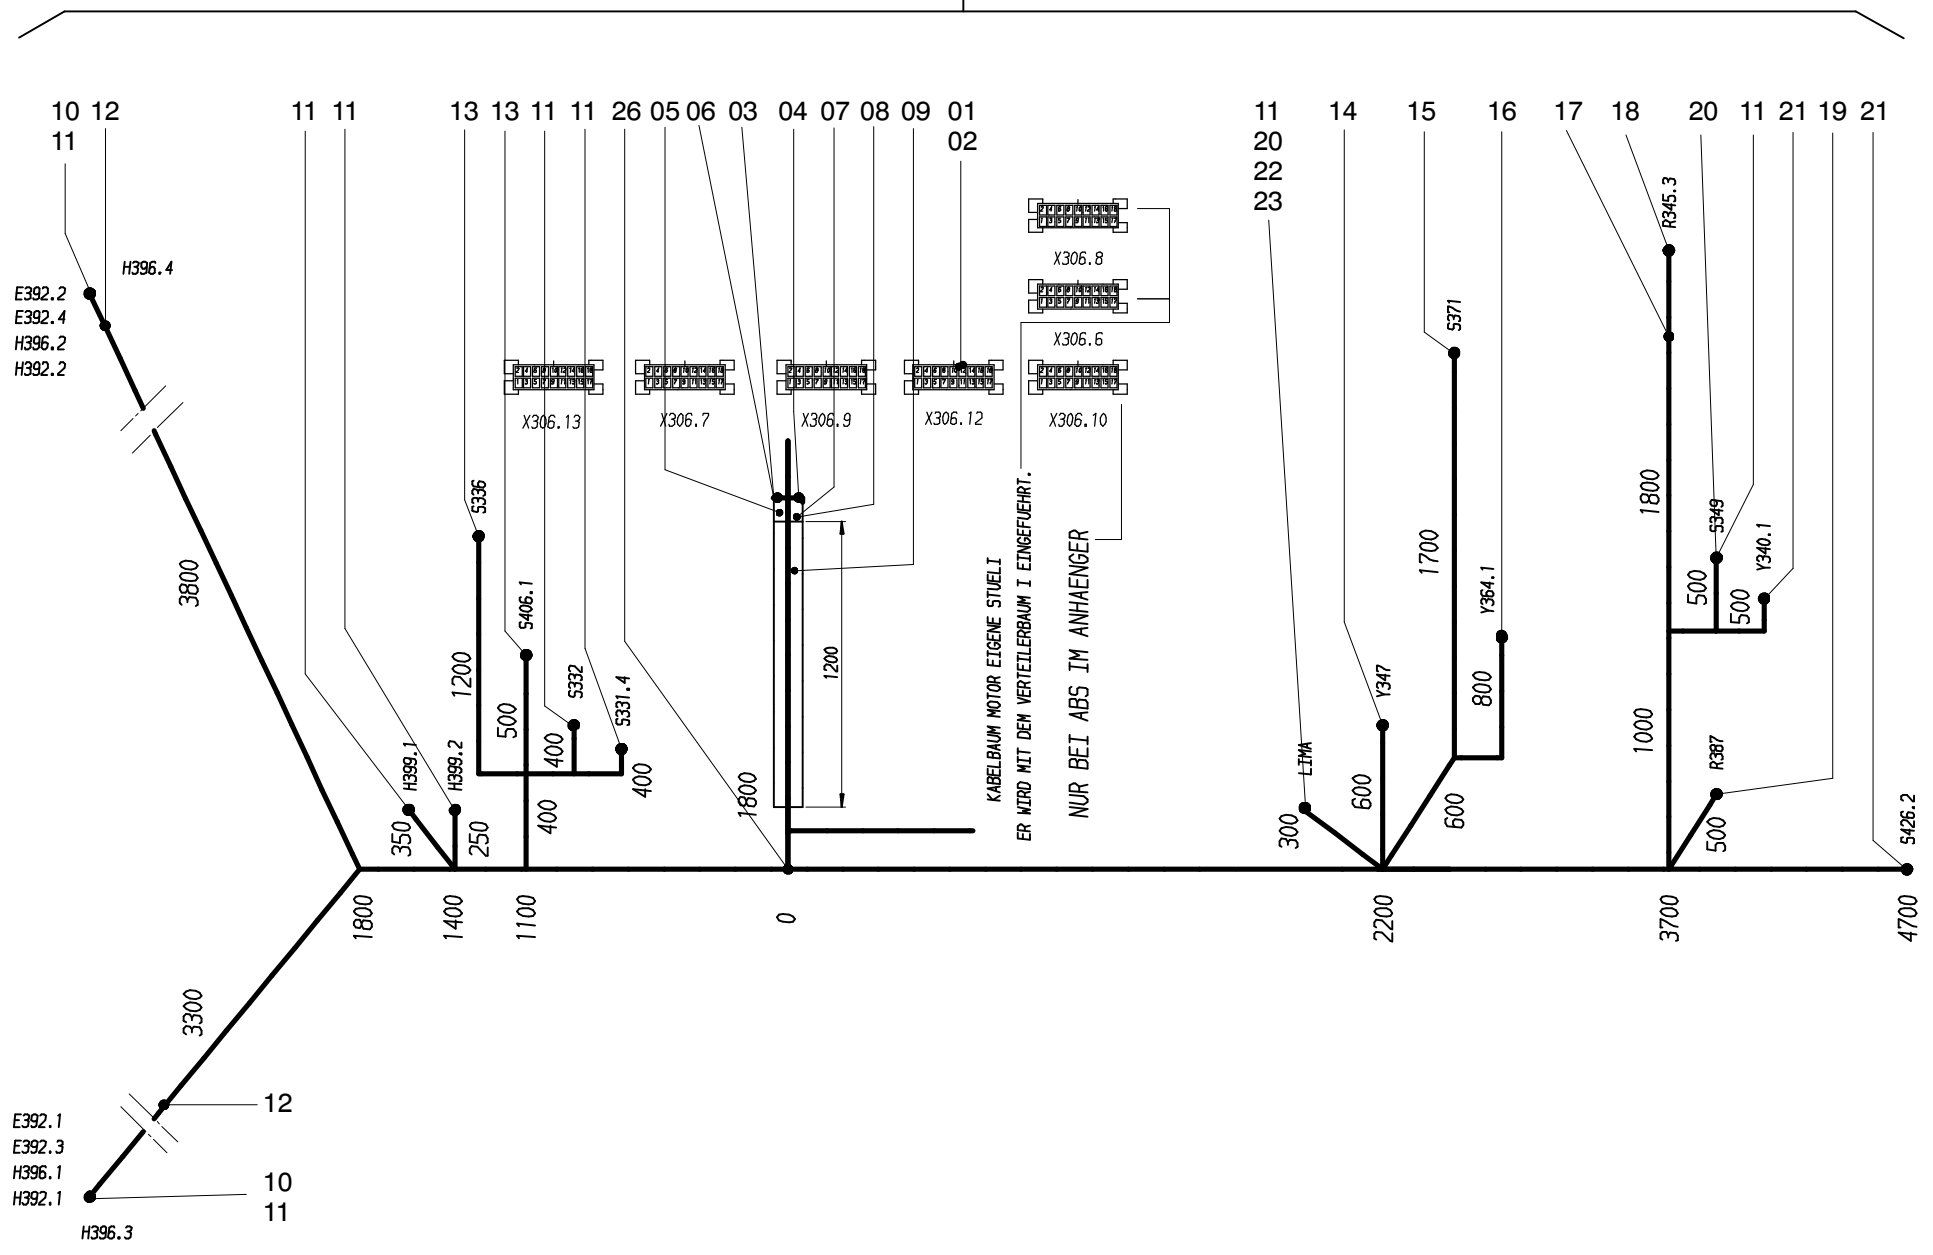 10 12 11 11 13 13 11 11 26 05 06 03 04 07 08 09 01 11 14 15 16 17 18 20 11 21 19 21
11 02 20
22
23
R345.3
X306.8
H396.4
E392.2
E392.4
H396.2
H392.2
X306.6
S371
X306.13 X306.7 X306.9 X306.12 X306.10
S336
1800
S349
Y340.1
3800
S406.1
1200
KABELBAUM MOTOR EIGENE STUELI
ER WIRD MIT DEM VERTEILERBAUM I EINGEFUEHRT.
NUR BEI ABS IM ANHAENGER
1700
Y364.1
500
500
1200
500
S332
S331.4
400
400
Y347
800
1000
H399.1
H399.2
LIMA
R387
350
250
400
1800
300
600
600
500
S426.2
1800
1400
1100
0
2200
3700
4700
3300
12
E392.1
E392.3
H396.1
H392.1
10
11
H396.3